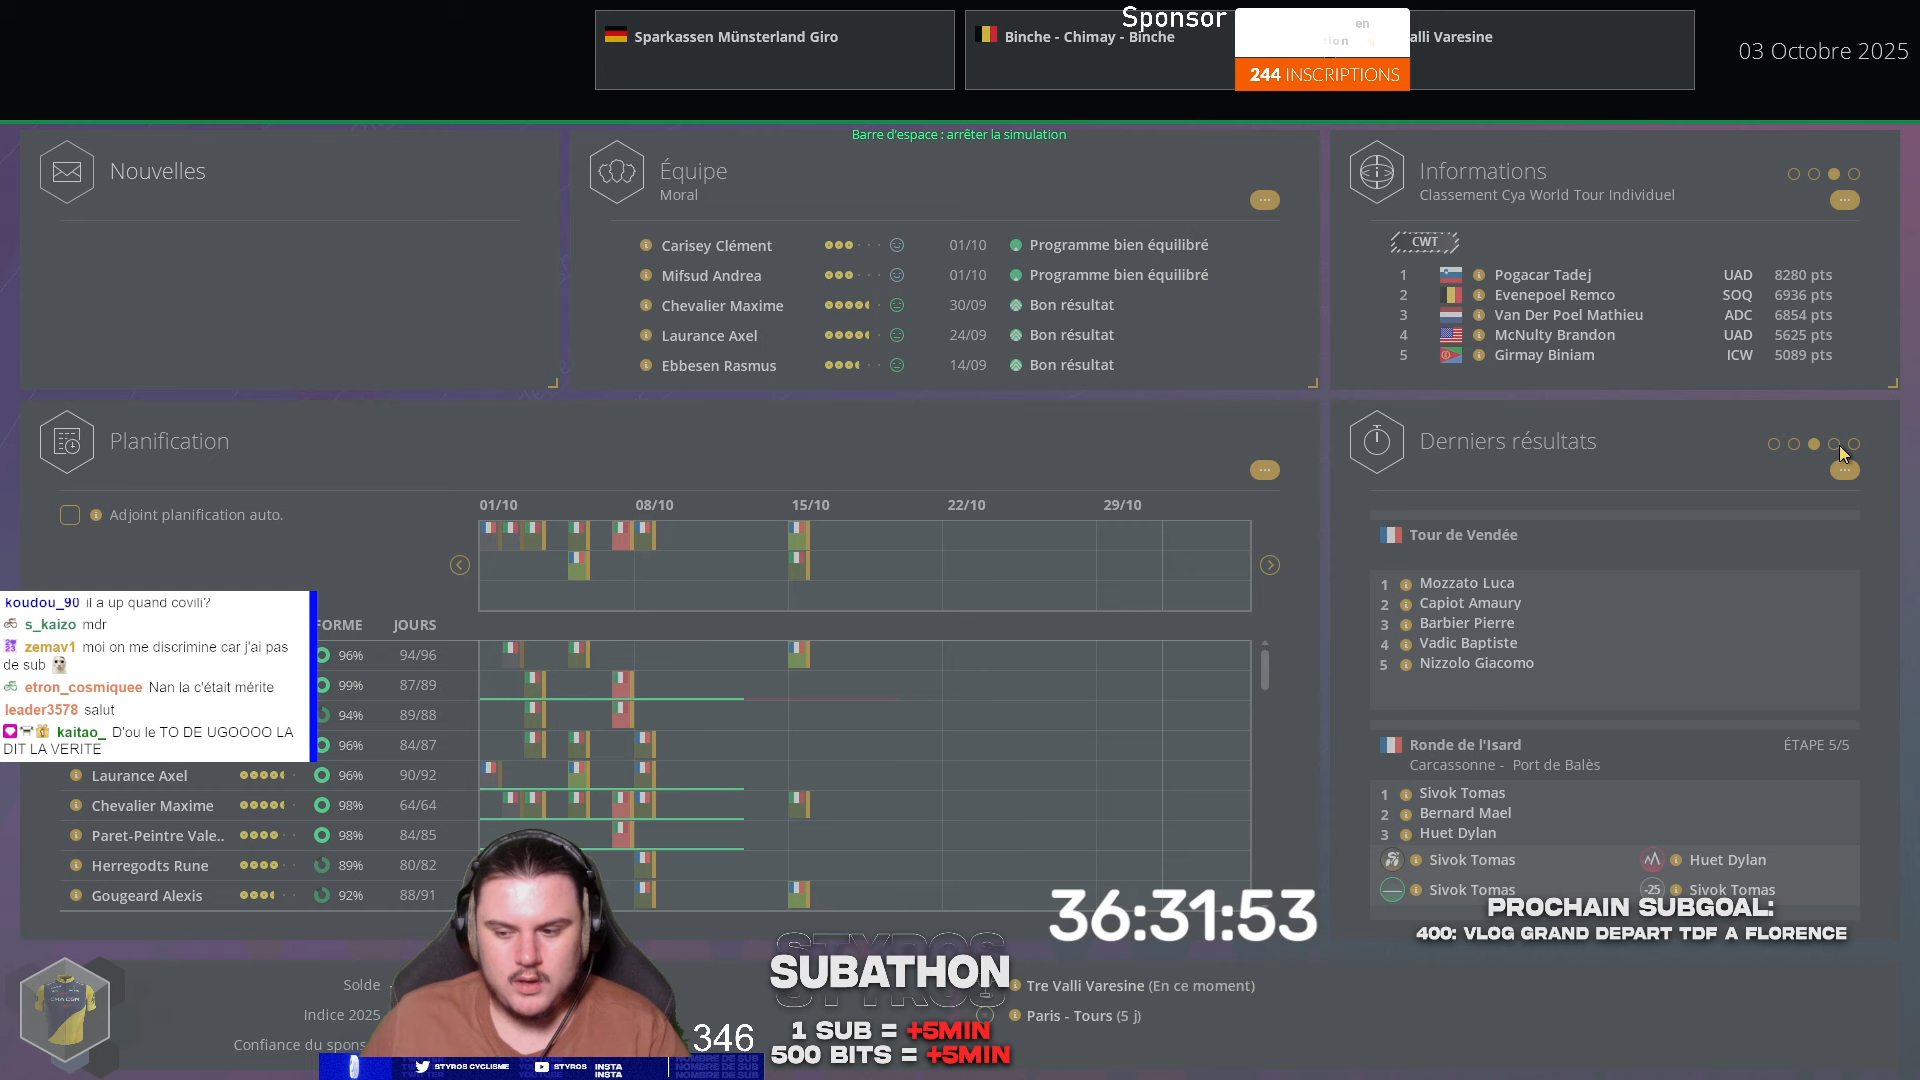 Sponsor
Sparkassen Münsterland Giro
Binche - Chimay - Binche
en
tion
alli Varesine
244 INSCRIPTIONS
03 Octobre 2025
Barre d'espace : arrêter la simulation
Nouvelles
Équipe
Moral
Carisey Clément 01/10 Programme bien équilibré
Mifsud Andrea 01/10 Programme bien équilibré
Chevalier Maxime 30/09 Bon résultat
Laurance Axel 24/09 Bon résultat
Ebbesen Rasmus 14/09 Bon résultat
Informations
Classement Cya World Tour Individuel
CWT
1 Pogacar Tadej UAD 8280 pts
2 Evenepoel Remco SOQ 6936 pts
3 Van Der Poel Mathieu ADC 6854 pts
4 McNulty Brandon UAD 5625 pts
5 Girmay Biniam ICW 5089 pts
Planification
Adjoint planification auto.
01/10 08/10 15/10 22/10 29/10
FORME JOURS
96% 94/96
99% 87/89
94% 89/88
96% 84/87
Laurance Axel 96% 90/92
Chevalier Maxime 98% 64/64
Paret-Peintre Vale.. 98% 84/85
Herregodts Rune 89% 80/82
Gougeard Alexis 92% 88/91
koudou_90 il a up quand covili?
s_kaizo mdr
zemav1 moi on me discrimine car j'ai pas
de sub
etron_cosmiquee Nan la c'était mérite
leader3578 salut
kaitao_ D'ou le TO DE UGOOOO LA
DIT LA VERITE
Derniers résultats
Tour de Vendée
1 Mozzato Luca
2 Capiot Amaury
3 Barbier Pierre
4 Vadic Baptiste
5 Nizzolo Giacomo
Ronde de l'Isard ÉTAPE 5/5
Carcassonne - Port de Balès
1 Sivok Tomas
2 Bernard Mael
3 Huet Dylan
Sivok Tomas Huet Dylan
Sivok Tomas -25 Sivok Tomas
PROCHAIN SUBGOAL:
400: VLOG GRAND DEPART TDF A FLORENCE
36:31:53
STYROS
SUBATHON
STYROS
1 SUB = +5MIN
500 BITS = +5MIN
Solde
Indice 2025
Confiance du spons
Tre Valli Varesine (En ce moment)
Paris - Tours (5 j)
346
STYROS CYCLISME STYROS INSTA
INSTA
NOMBRE DE SUB